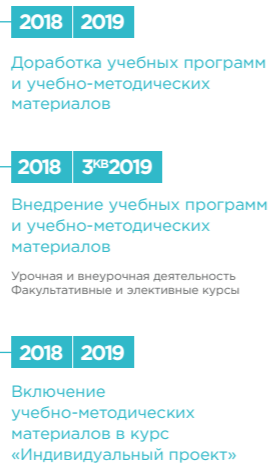 2018 2019
Доработка учебных программ
и учебно-методических
материалов
2018 3КВ2019
Внедрение учебных программ
и учебно-методических
материалов
Урочная и внеурочная деятельность
Факультативные и элективные курсы
2018 2019
Включение
учебно-методических
материалов в курс
«Индивидуальный проект»